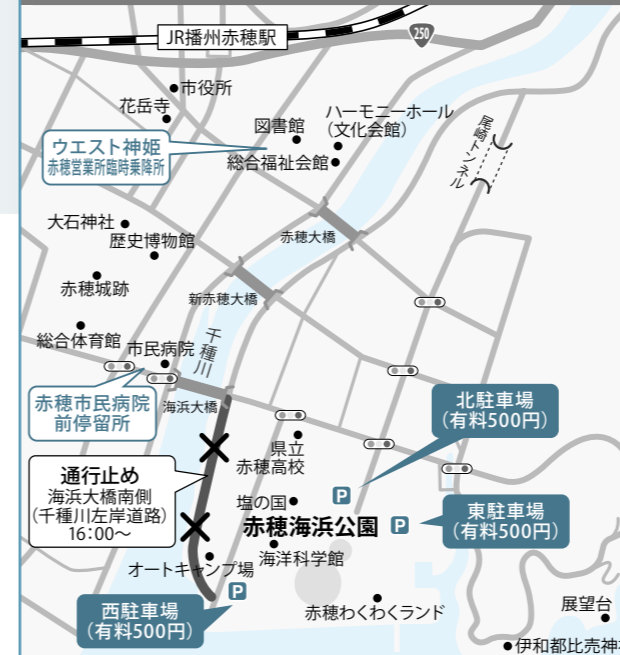 JR播州赤穂駅
250
市役所
花岳寺
図書館
ハーモニーホール
(文化会館)
尾崎トンネル
ウエスト神姫
赤穂営業所臨時乗降所
総合福祉会館
大石神社
歴史博物館
赤穂大橋
赤穂城跡
新赤穂大橋
千種川
総合体育館
市民病院
赤穂市民病院
前停留所
海浜大橋
北駐車場
(有料500円)
県立
赤穂高校
通行止め
海浜大橋南側
(千種川左岸道路)
16:00〜
塩の国
P
赤穂海浜公園
P
東駐車場
(有料500円)
海洋科学館
オートキャンプ場
P
西駐車場
(有料500円)
赤穂わくわくランド
展望台
伊和都比売神